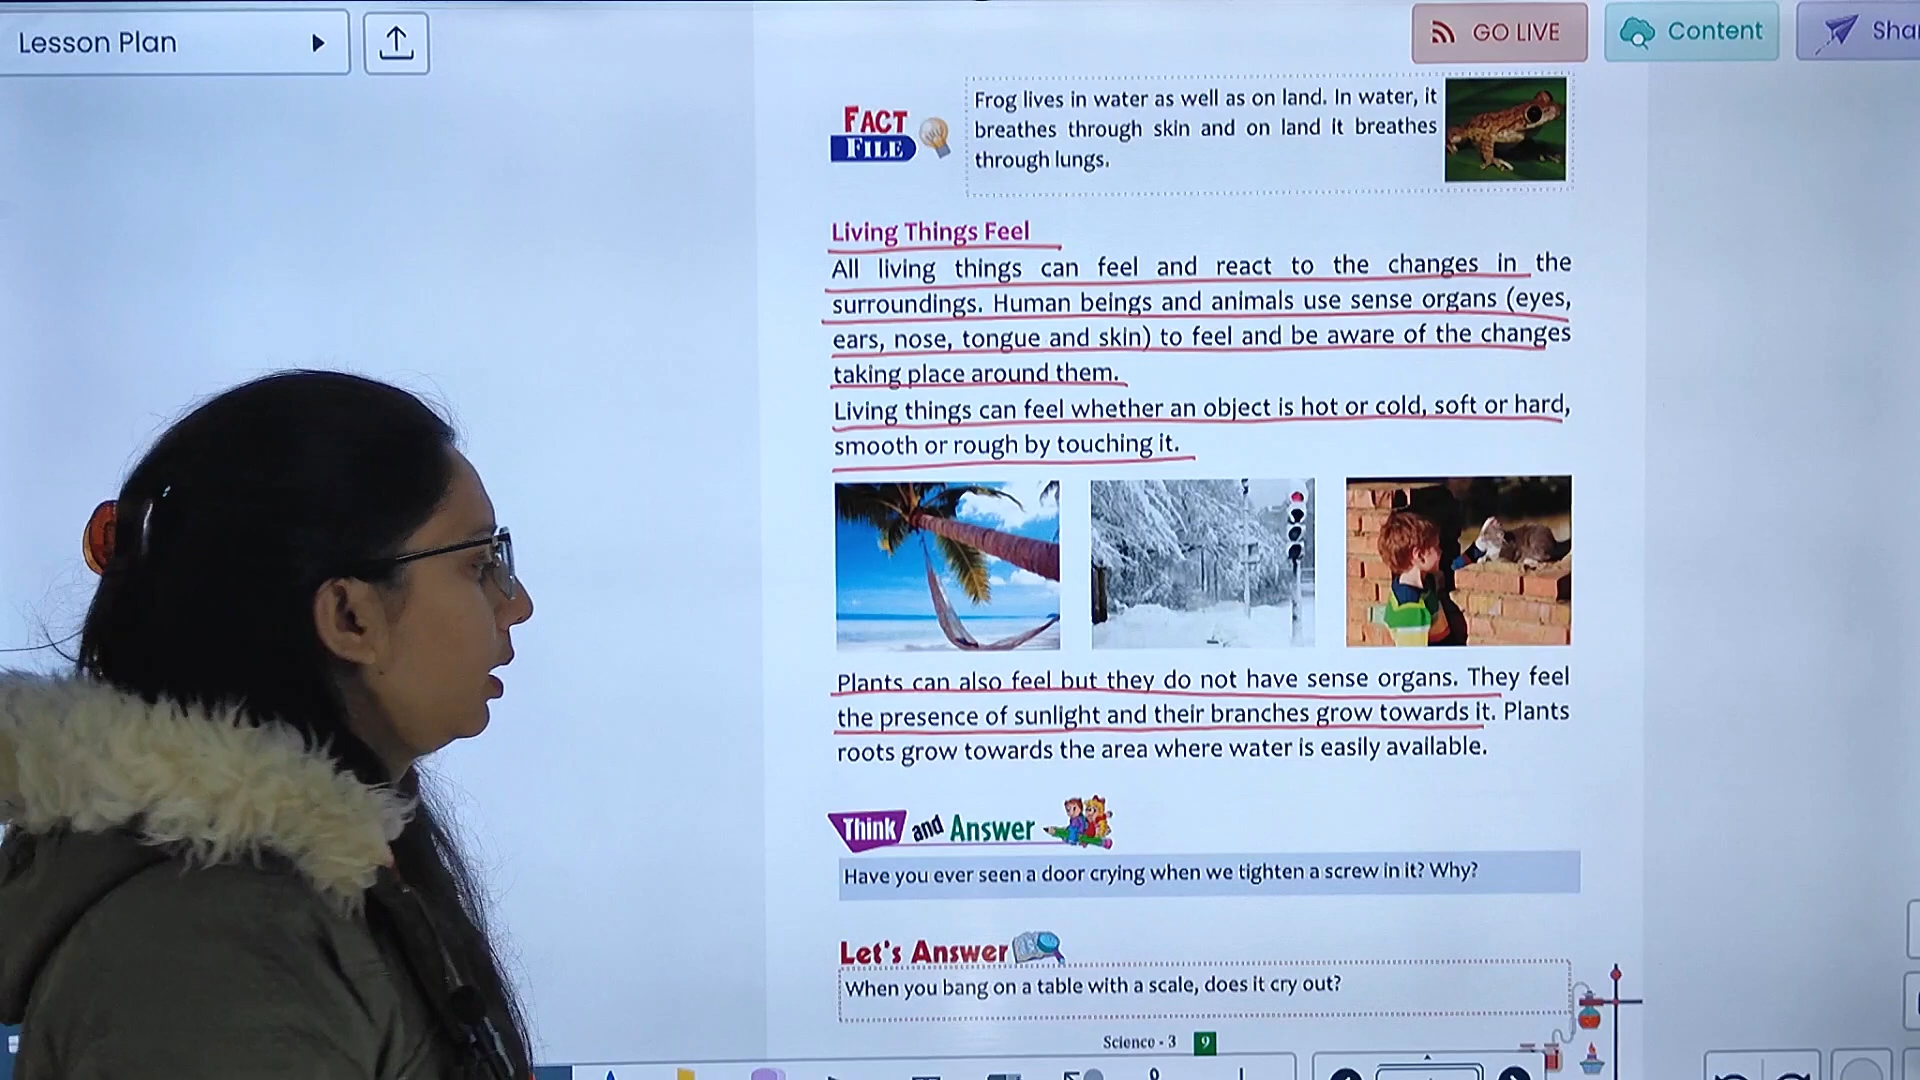 Lesson Plan
GO LIVE
Content
FACT
FILE
Frog lives in water as well as on land. In water, it
breathes through skin and on land it breathes
through lungs.
Living Things Feel
All living things can feel and react to the changes in the
surroundings. Human beings and animals use sense organs (eyes,
ears, nose, tongue and skin) to feel and be aware of the changes
taking place around them.
Living things can feel whether an object is hot or cold, soft or hard,
smooth or rough by touching it.
Plants can also feel but they do not have sense organs. They feel
the presence of sunlight and their branches grow towards it. Plants
roots grow towards the area where water is easily available.
Think and Answer
Have you ever seen a door crying when we tighten a screw in it? Why?
Let's Answer
When you bang on a table with a scale, does it cry out?
Science - 3 9